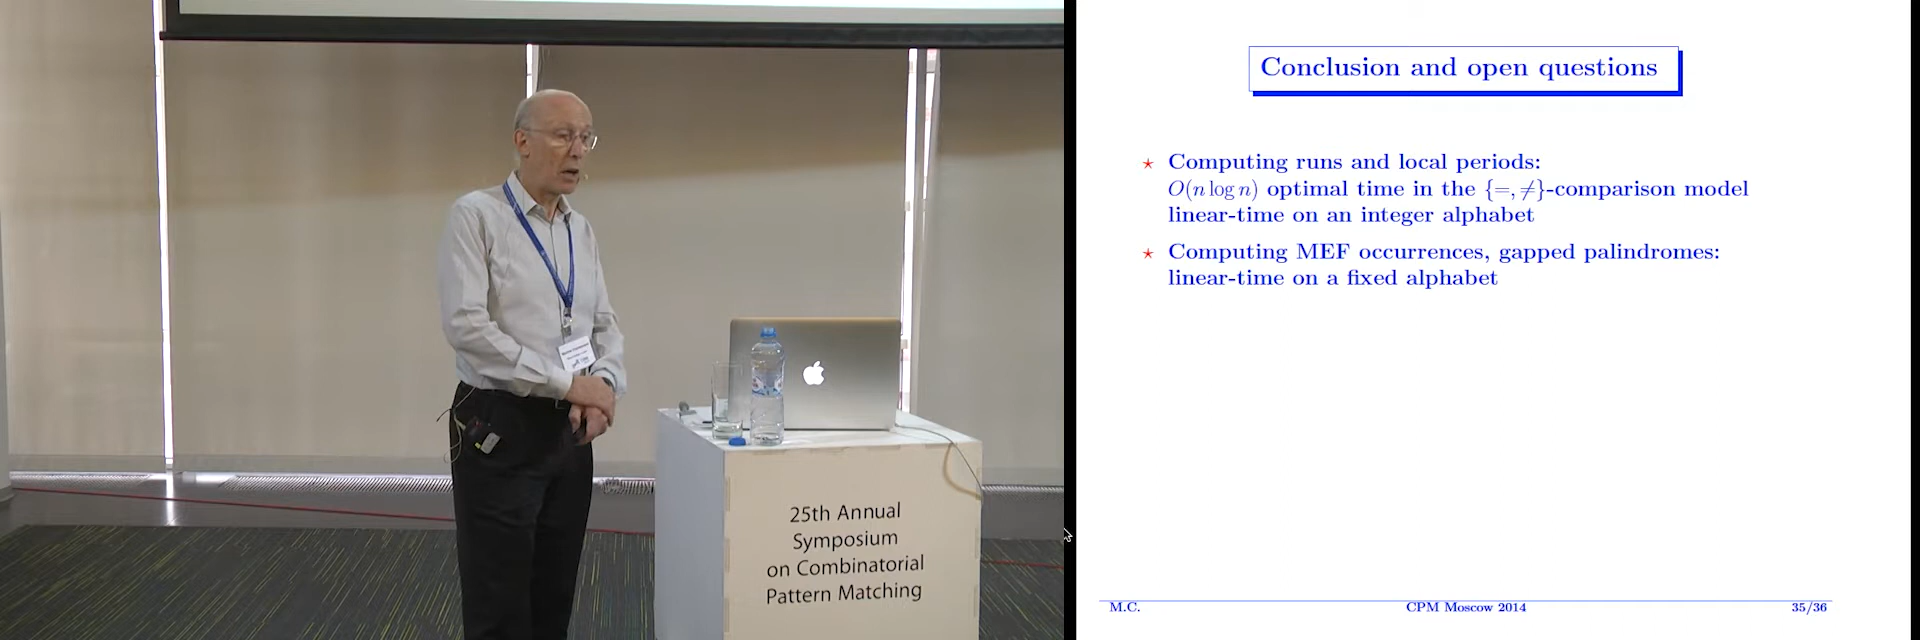 25th Annual
Symposium
on Combinatorial
Pattern Matching
Conclusion and open questions
⋆ Computing runs and local periods:
O(n log n) optimal time in the {=, ≠}-comparison model
linear-time on an integer alphabet
⋆ Computing MEF occurrences, gapped palindromes:
linear-time on a fixed alphabet
M.C. CPM Moscow 2014 35/36